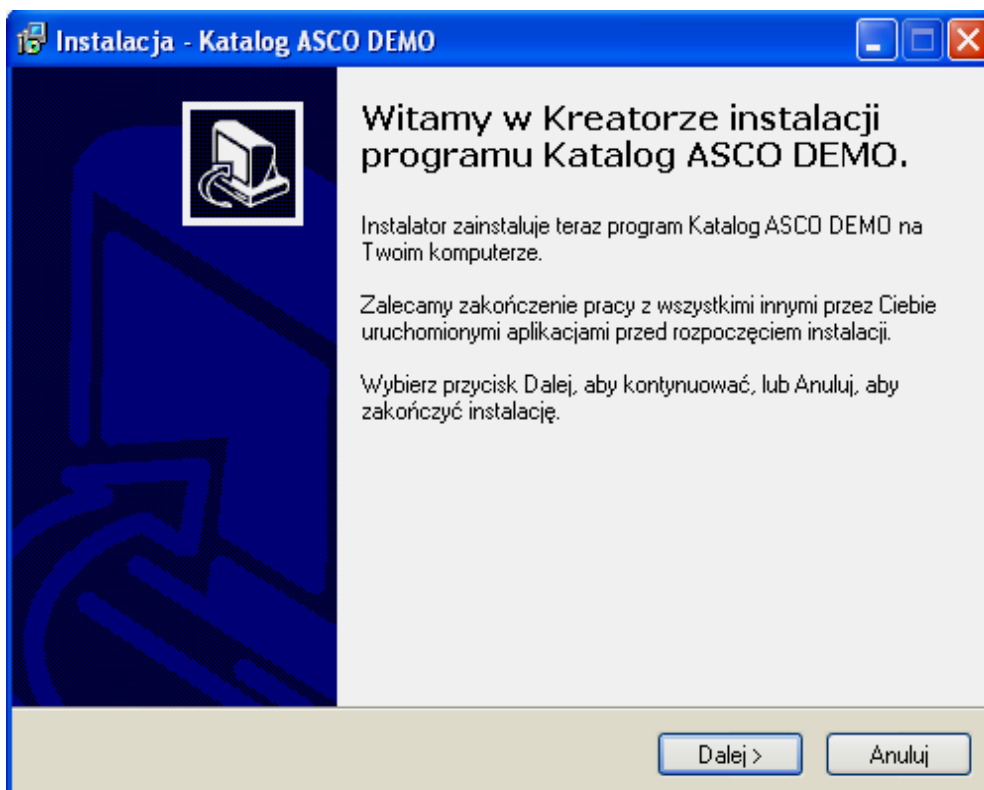 Instalacja - Katalog ASCO DEMO
Witamy w Kreatorze instalacji
programu Katalog ASCO DEMO.
Instalator zainstaluje teraz program Katalog ASCO DEMO na
Twoim komputerze.
Zalecamy zakończenie pracy z wszystkimi innymi przez Ciebie
uruchomionymi aplikacjami przed rozpoczęciem instalacji.
Wybierz przycisk Dalej, aby kontynuować, lub Anuluj, aby
zakończyć instalację.
Dalej >
Anuluj